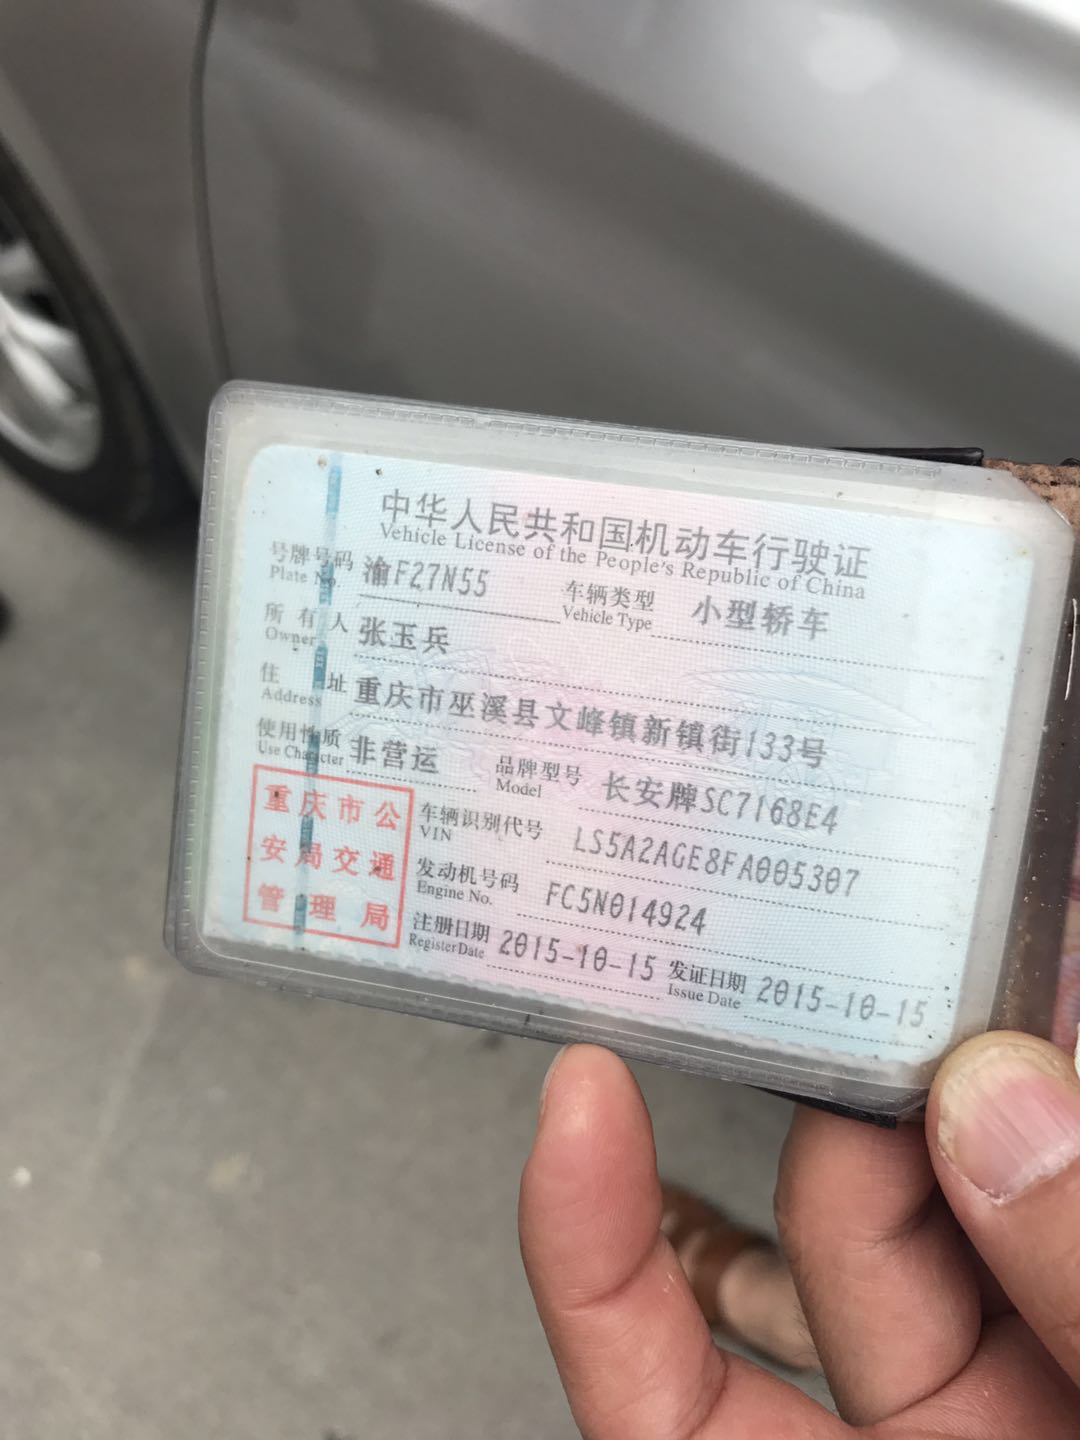 中华人民共和国机动车行驶证
Vehicle License of the People's Republic of China
号牌号码 渝F27N55 车辆类型 小型轿车
Plate No. Vehicle Type
所有人 张玉兵
Owner
住址 重庆市巫溪县文峰镇新镇街133号
Address
使用性质 非营运 品牌型号 长安牌SC7168E4
Use Character Model
重庆市公
安局交通
管理局
车辆识别代号 LS5A2AGE8FA005307
VIN
发动机号码 FC5N014924
Engine No.
注册日期 2015-10-15 发证日期 2015-10-15
Register Date Issue Date